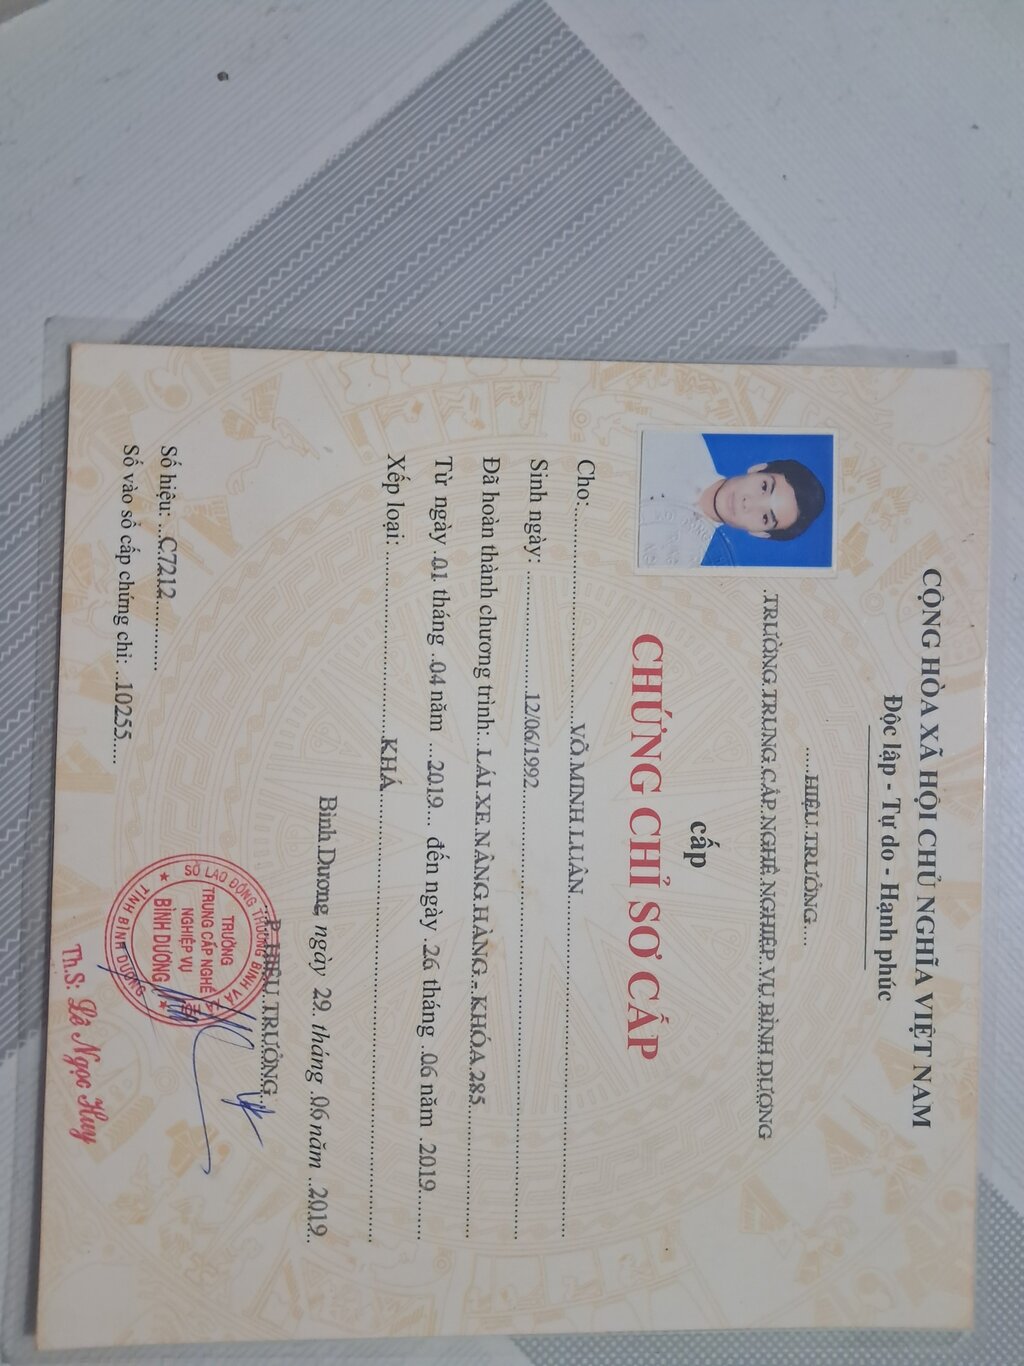 CỘNG HÒA XÃ HỘI CHỦ NGHĨA VIỆT NAM
Độc lập - Tự do - Hạnh phúc
.....HIỆU TRƯỞNG....
.TRƯỜNG TRUNG CẤP NGHỀ NGHIỆP VỤ BÌNH DƯƠNG
cấp
CHỨNG CHỈ SƠ CẤP
Cho:.....VÕ MINH LUÂN.....
Sinh ngày: .....12/06/1992.....
Đã hoàn thành chương trình:..LÁI XE NÂNG HÀNG - KHÓA 285.....
Từ ngày .01 tháng .04 năm ...2019... đến ngày .26 tháng .06 năm .2019
Xếp loại:.....KHÁ.....
Bình Dương ngày 29. tháng .06 năm ..2019..
P. HIỆU TRƯỞNG
Số hiệu: ...C7212.....
Số vào sổ cấp chứng chỉ: ..10255....
SỞ LAO ĐỘNG THƯƠNG BINH VÀ
TỈNH BÌNH DƯƠNG
TRƯỜNG
TRUNG CẤP NGHỀ
NGHIỆP VỤ
BÌNH DƯƠNG
Th.S: Lê Ngọc Huy